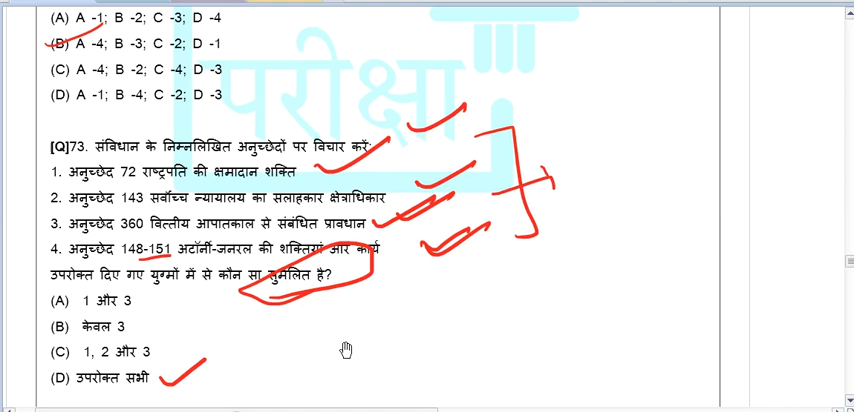 (A) A -1; B -2; C -3; D -4
(B) A -4; B -3; C -2; D -1
(C) A -4; B -2; C -4; D -3
(D) A -1; B -4; C -2; D -3
परीक्षा
[Q]73. संविधान के निम्नलिखित अनुच्छेदों पर विचार करें:
1. अनुच्छेद 72 राष्ट्रपति की क्षमादान शक्ति
2. अनुच्छेद 143 सर्वोच्च न्यायालय का सलाहकार क्षेत्राधिकार
3. अनुच्छेद 360 वित्तीय आपातकाल से संबंधित प्रावधान
4. अनुच्छेद 148-151 अटॉर्नी-जनरल की शक्तियां और कार्य
उपरोक्त दिए गए युग्मों में से कौन सा सुमेलित है?
(A) 1 और 3
(B) केवल 3
(C) 1, 2 और 3
(D) उपरोक्त सभी